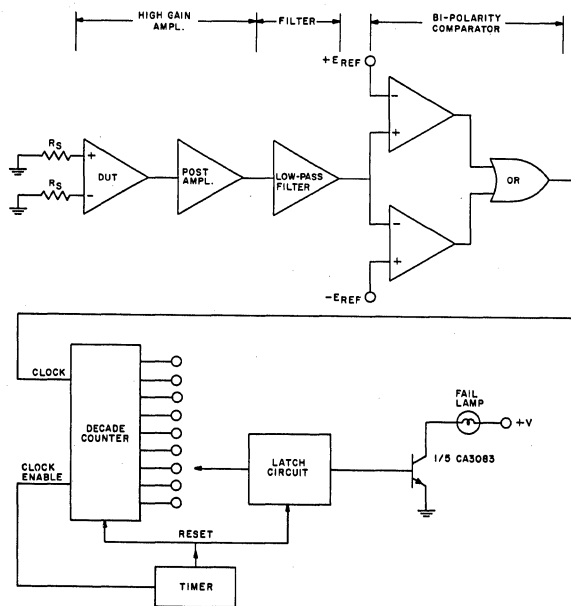 HIGH GAIN
AMPL.
FILTER
BI-POLARITY
COMPARATOR
+EREF
RS
+
DUT
RS
-
POST
AMPL.
LOW-PASS
FILTER
-
+
OR
-
+
-EREF
CLOCK
DECADE
COUNTER
CLOCK
ENABLE
LATCH
CIRCUIT
FAIL
LAMP
+V
1/5 CA3083
RESET
TIMER